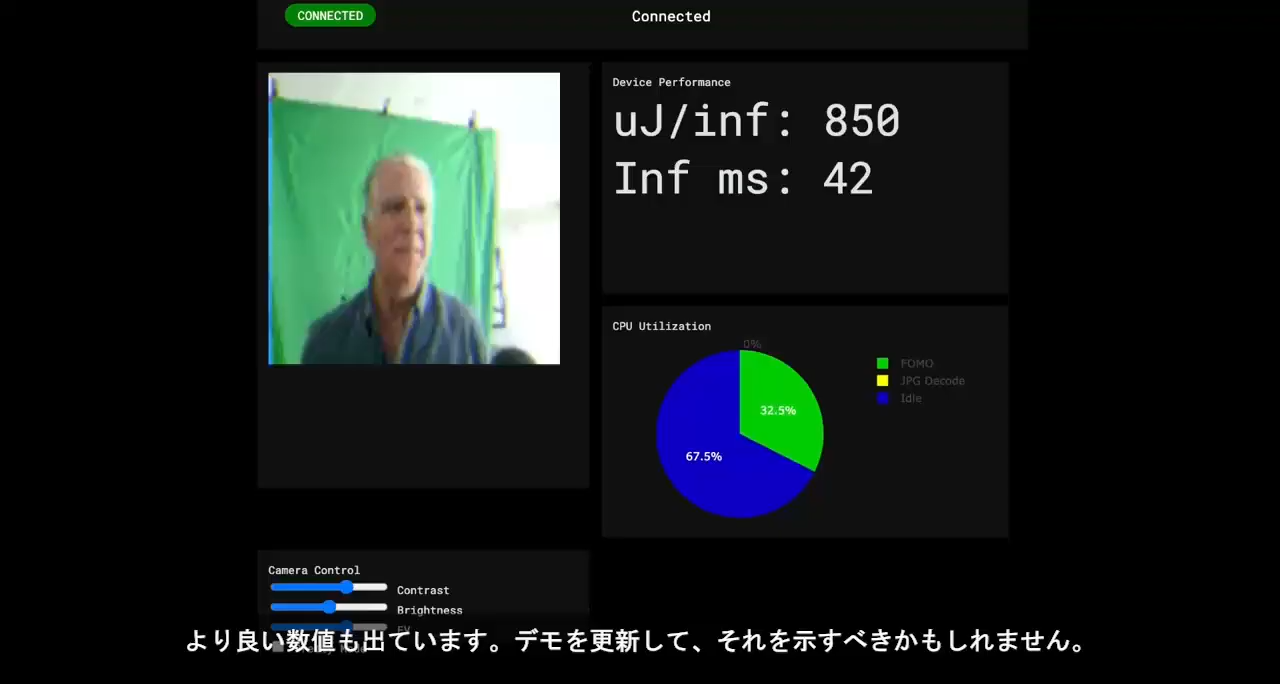 CONNECTED
Connected
Device Performance
uJ/inf: 850
Inf ms: 42
CPU Utilization
0%
32.5%
67.5%
FOMO
JPG Decode
Idle
Camera Control
Contrast
Brightness
EV
より良い数値も出ています。デモを更新して、それを示すべきかもしれません。